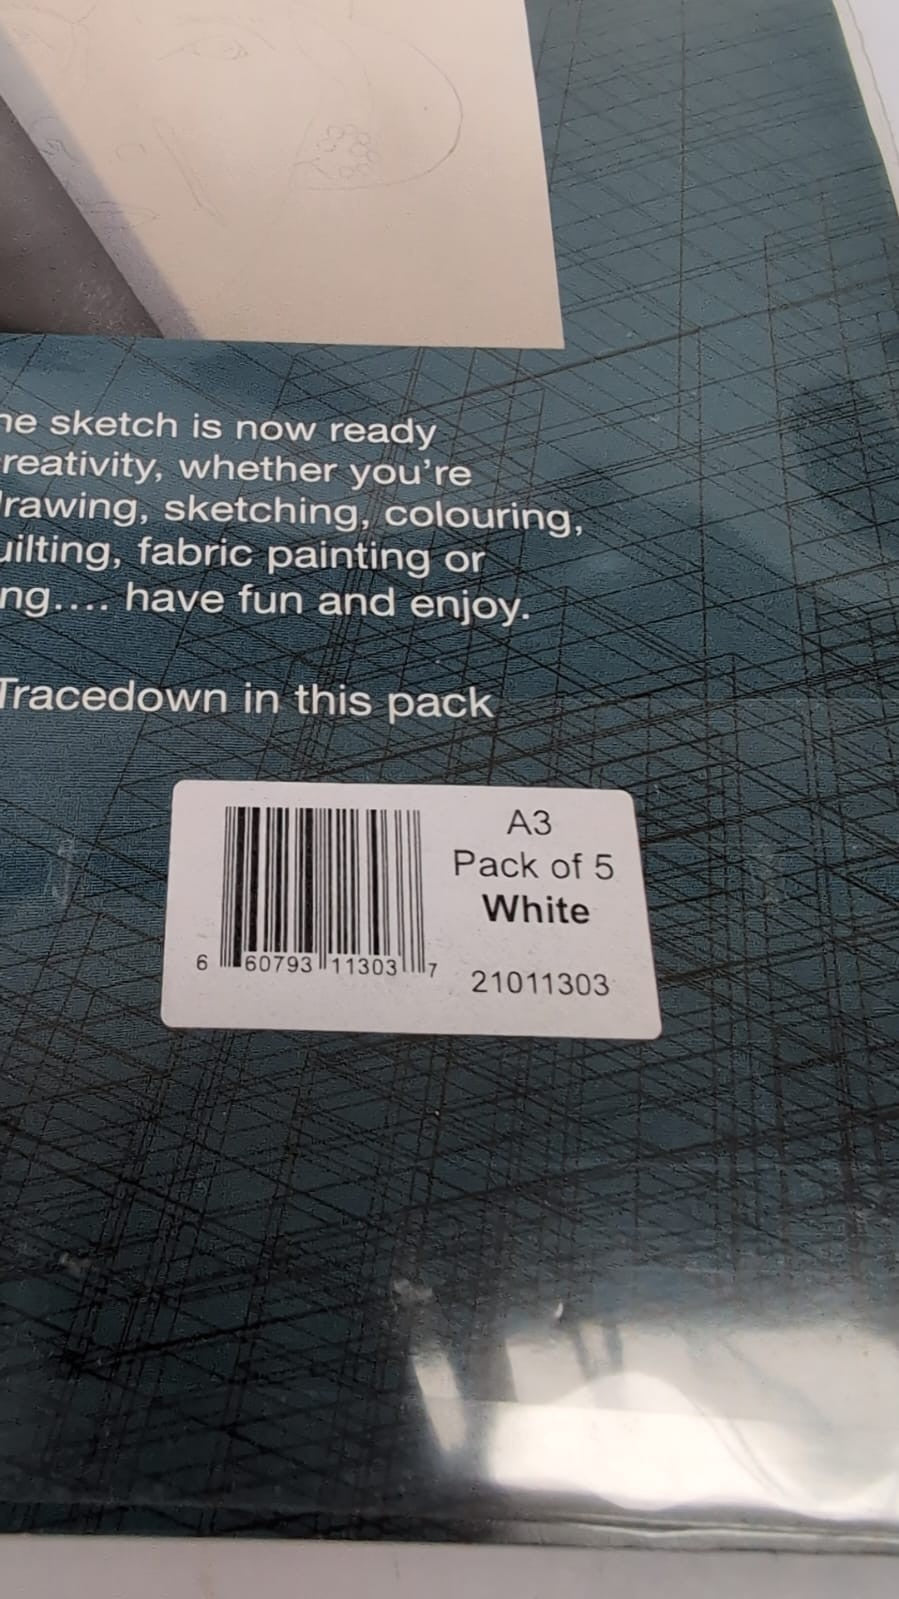 he sketch is now ready
reativity, whether you're
rawing, sketching, colouring,
uilting, fabric painting or
ng.... have fun and enjoy.
Tracedown in this pack
A3
Pack of 5
White
21011303
6 60793 11303 7